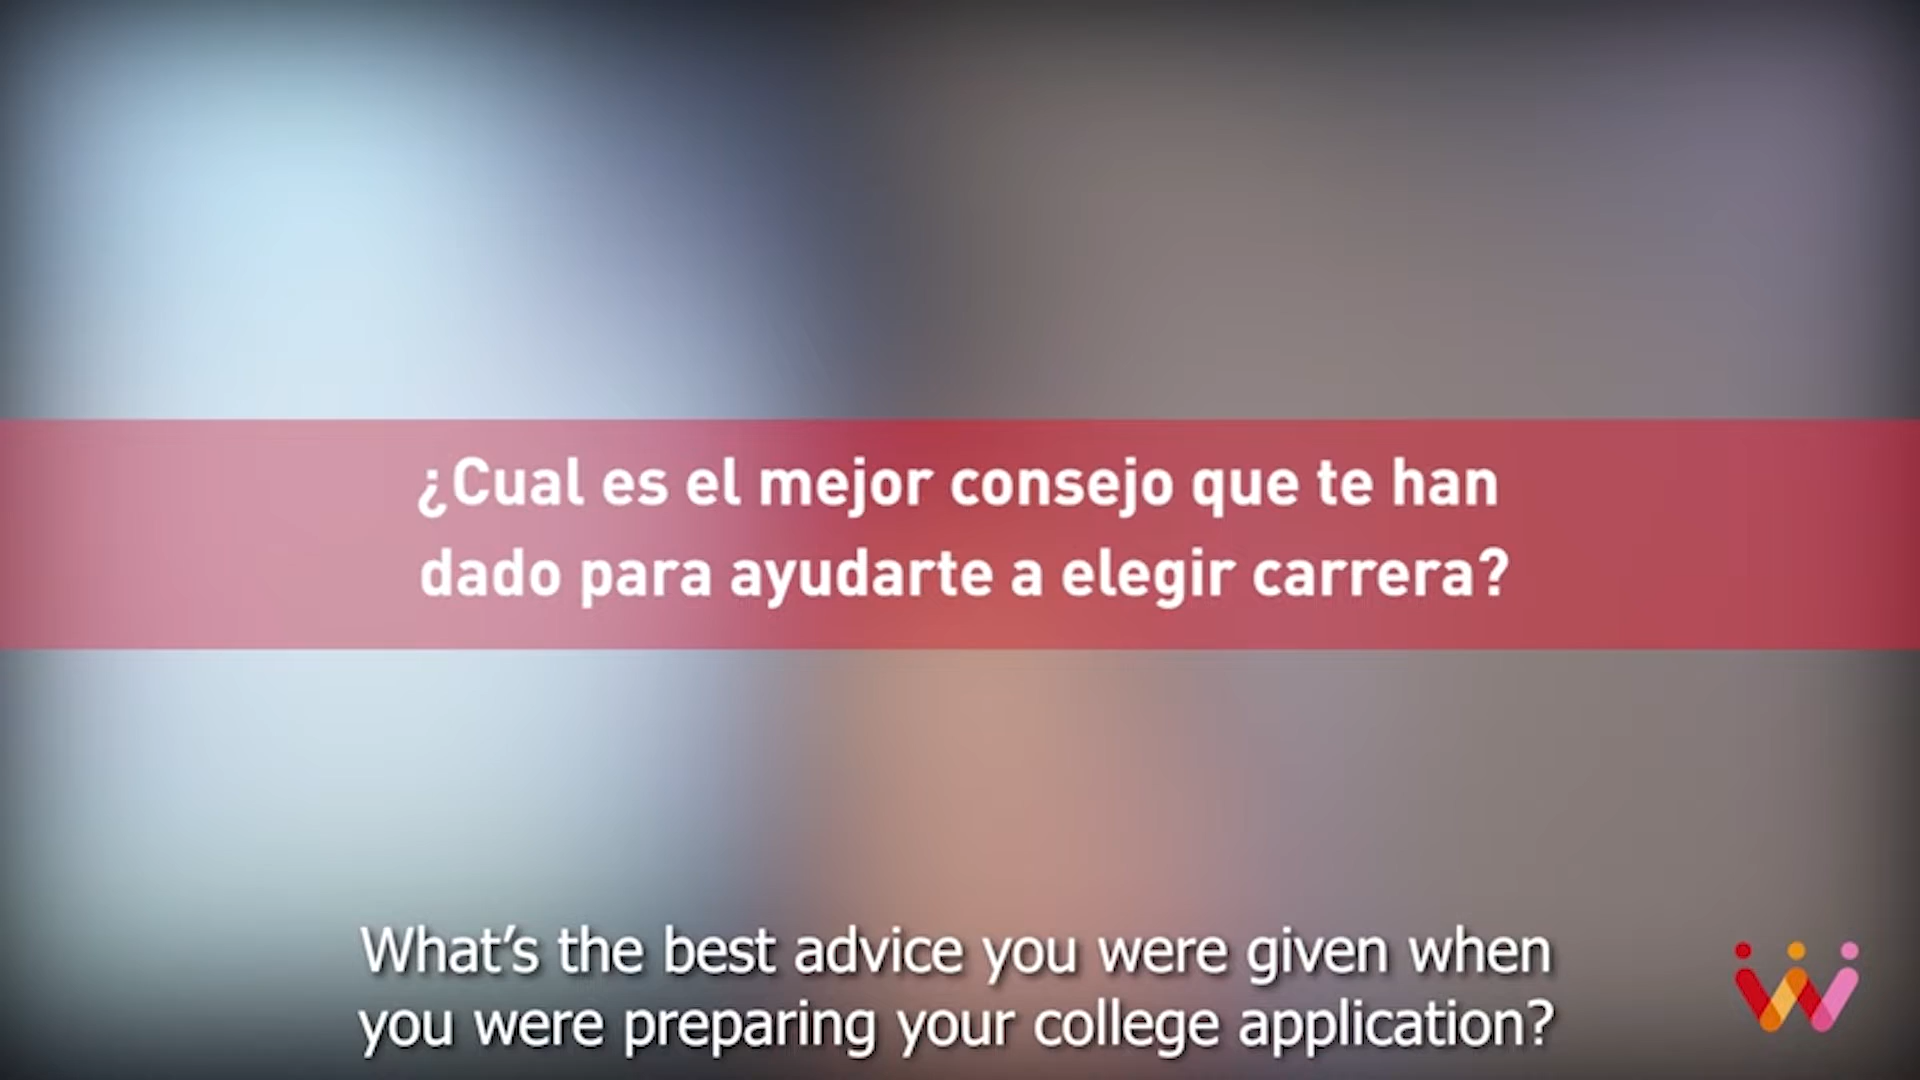 ¿Cual es el mejor consejo que te han
dado para ayudarte a elegir carrera?
What's the best advice you were given when
you were preparing your college application?